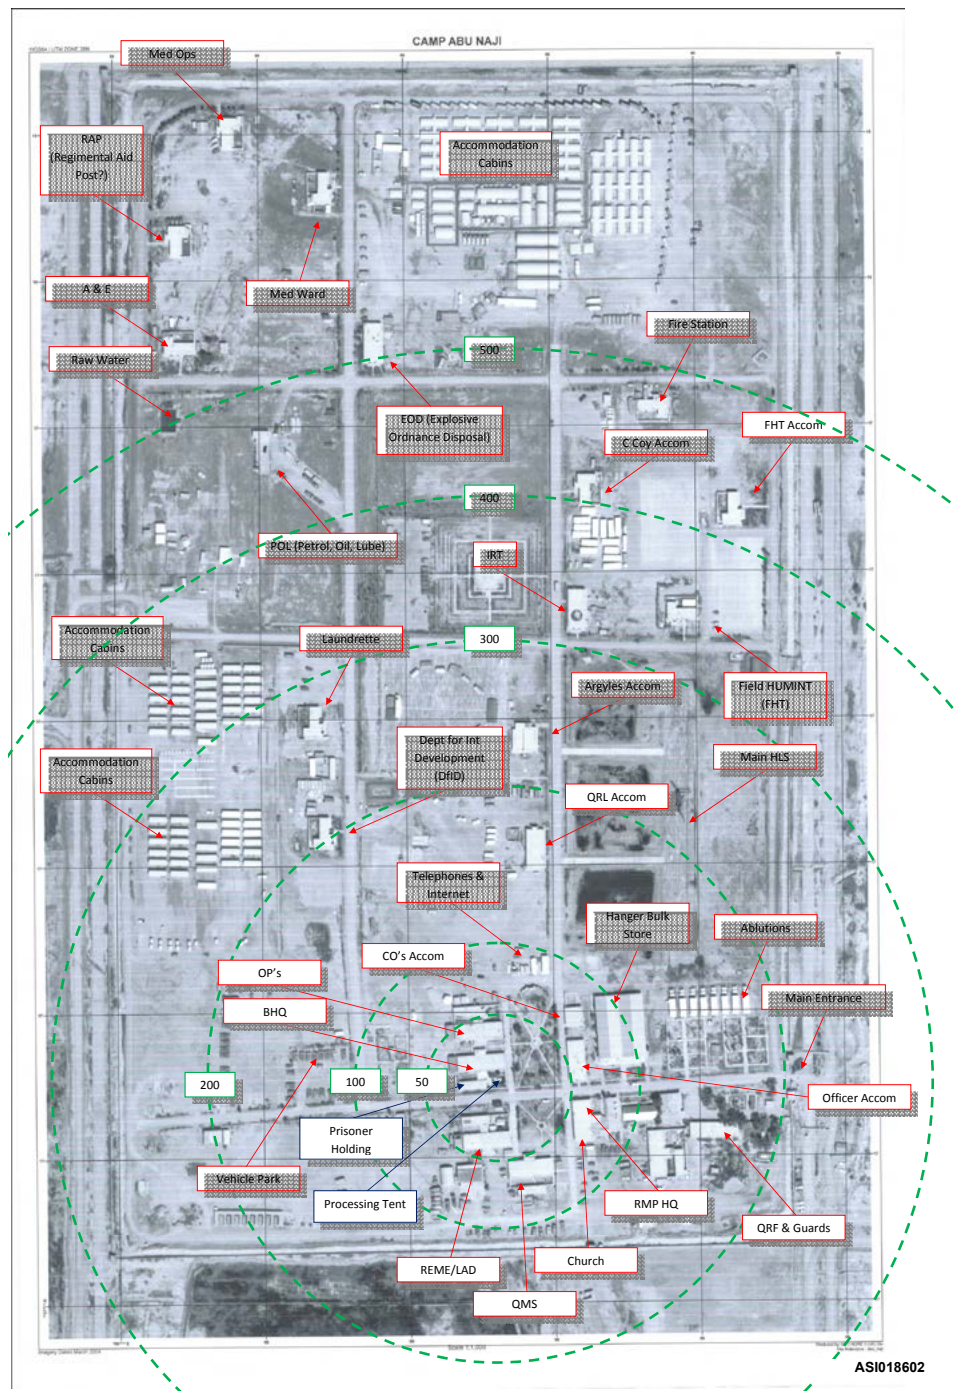 CAMP ABU NAJI
Med Ops
RAP
(Regimental Aid
Post?)
Accommodation
Cabins
A & E
Med Ward
Raw Water
Fire Station
500
EOD (Explosive
Ordnance Disposal)
FHT Accom
C Coy Accom
400
POL (Petrol, Oil, Lube)
IRT
Accommodation
Cabins
Laundrette
300
Argyles Accom
Field HUMINT
(FHT)
Dept for Int
Development
(DfID)
Accommodation
Cabins
Main HLS
QRL Accom
Telephones &
Internet
Hanger Bulk
Store
Ablutions
CO's Accom
OP's
BHQ
Main Entrance
200
100
50
Officer Accom
Prisoner
Holding
Vehicle Park
Processing Tent
RMP HQ
QRF & Guards
REME/LAD
Church
QMS
ASI018602